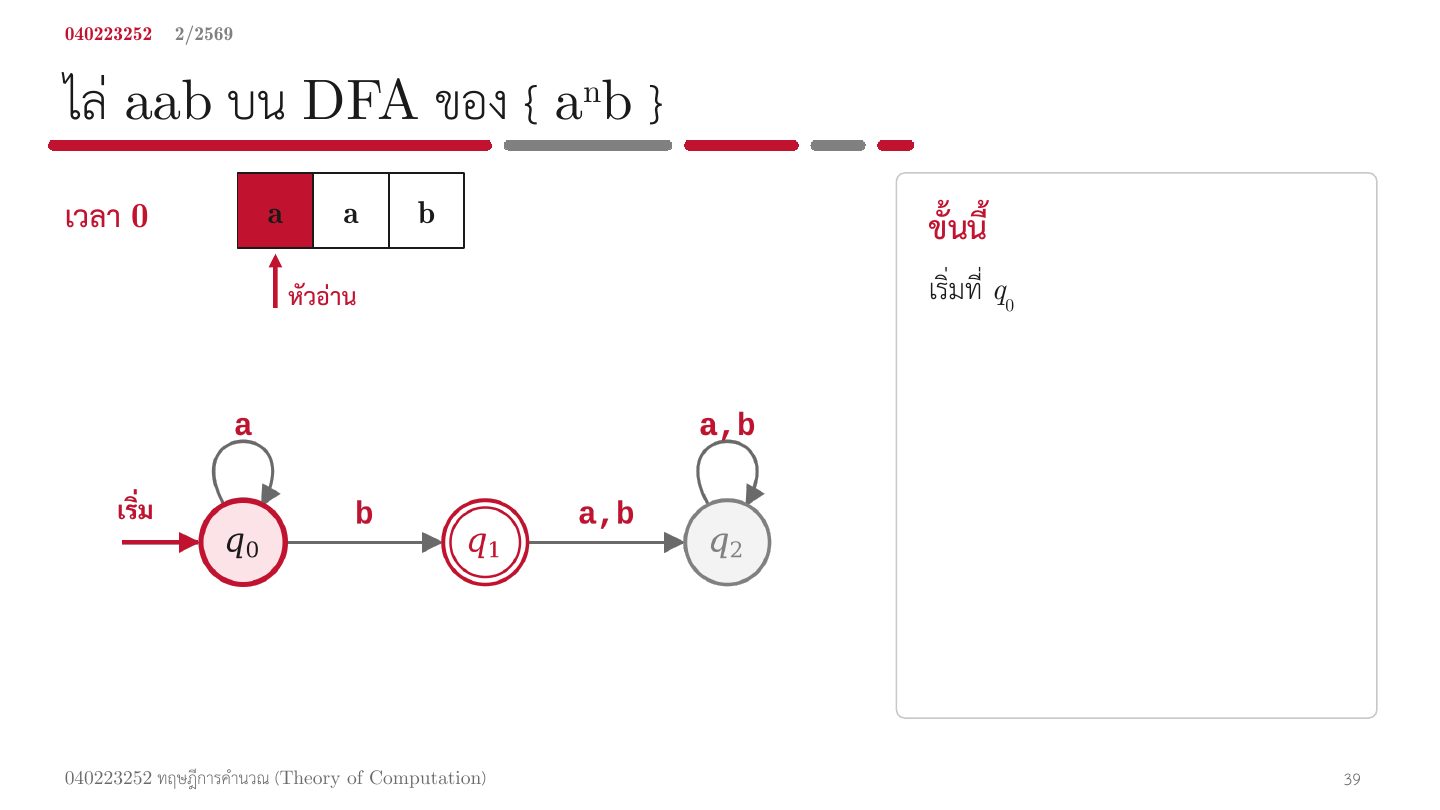 040223252 2/2569
ไล่ aab บน DFA ของ { aⁿb }
เวลา 0
a a b
หัวอ่าน
ขั้นนี้
เริ่มที่ q₀
a
a,b
เริ่ม
b
a,b
q₀
q₁
q₂
040223252 ทฤษฎีการคำนวณ (Theory of Computation)
39